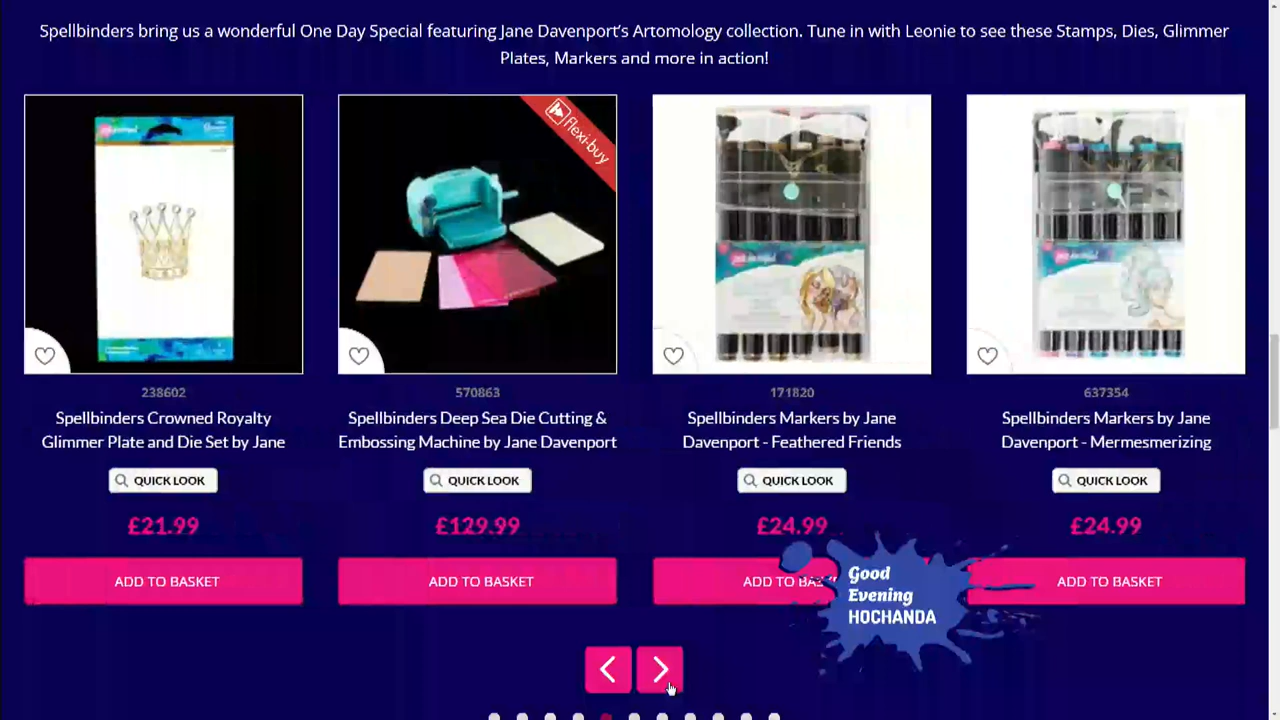 Spellbinders bring us a wonderful One Day Special featuring Jane Davenport's Artomology collection. Tune in with Leonie to see these Stamps, Dies, Glimmer
Plates, Markers and more in action!
flexi-buy
238602
Spellbinders Crowned Royalty
Glimmer Plate and Die Set by Jane
QUICK LOOK
£21.99
ADD TO BASKET
570863
Spellbinders Deep Sea Die Cutting &
Embossing Machine by Jane Davenport
QUICK LOOK
£129.99
ADD TO BASKET
171820
Spellbinders Markers by Jane
Davenport - Feathered Friends
QUICK LOOK
£24.99
ADD TO
637354
Spellbinders Markers by Jane
Davenport - Mermesmerizing
QUICK LOOK
£24.99
ADD TO BASKET
Good
Evening
HOCHANDA